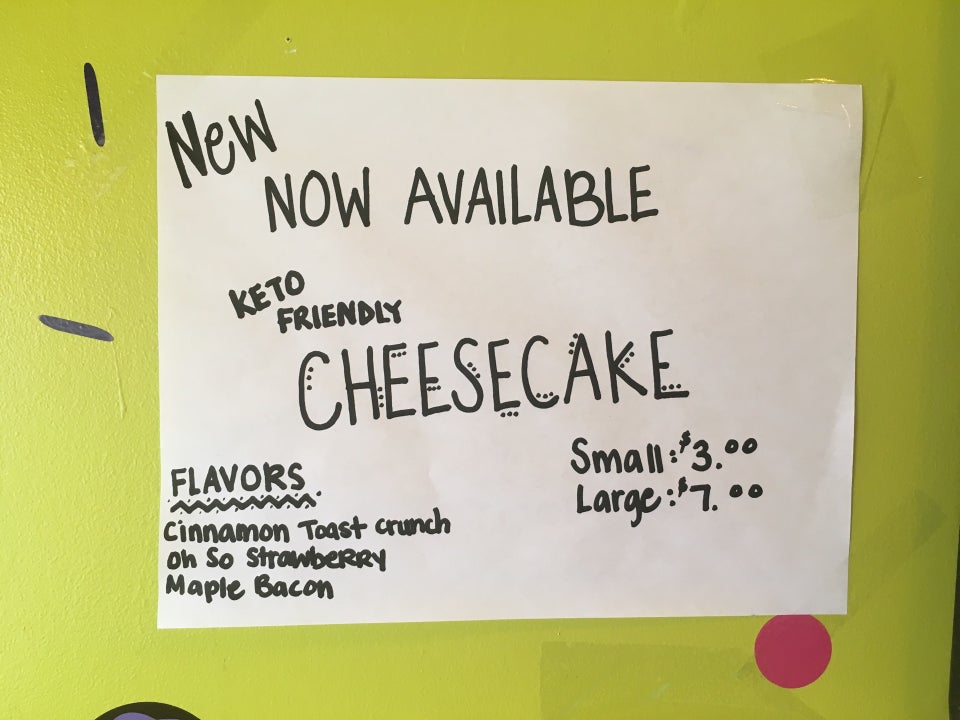 New
NOW AVAILABLE
KETO
FRIENDLY
CHEESECAKE
Small: $3.00
Large: $7.00
FLAVORS
Cinnamon Toast crunch
Oh So Strawberry
Maple Bacon